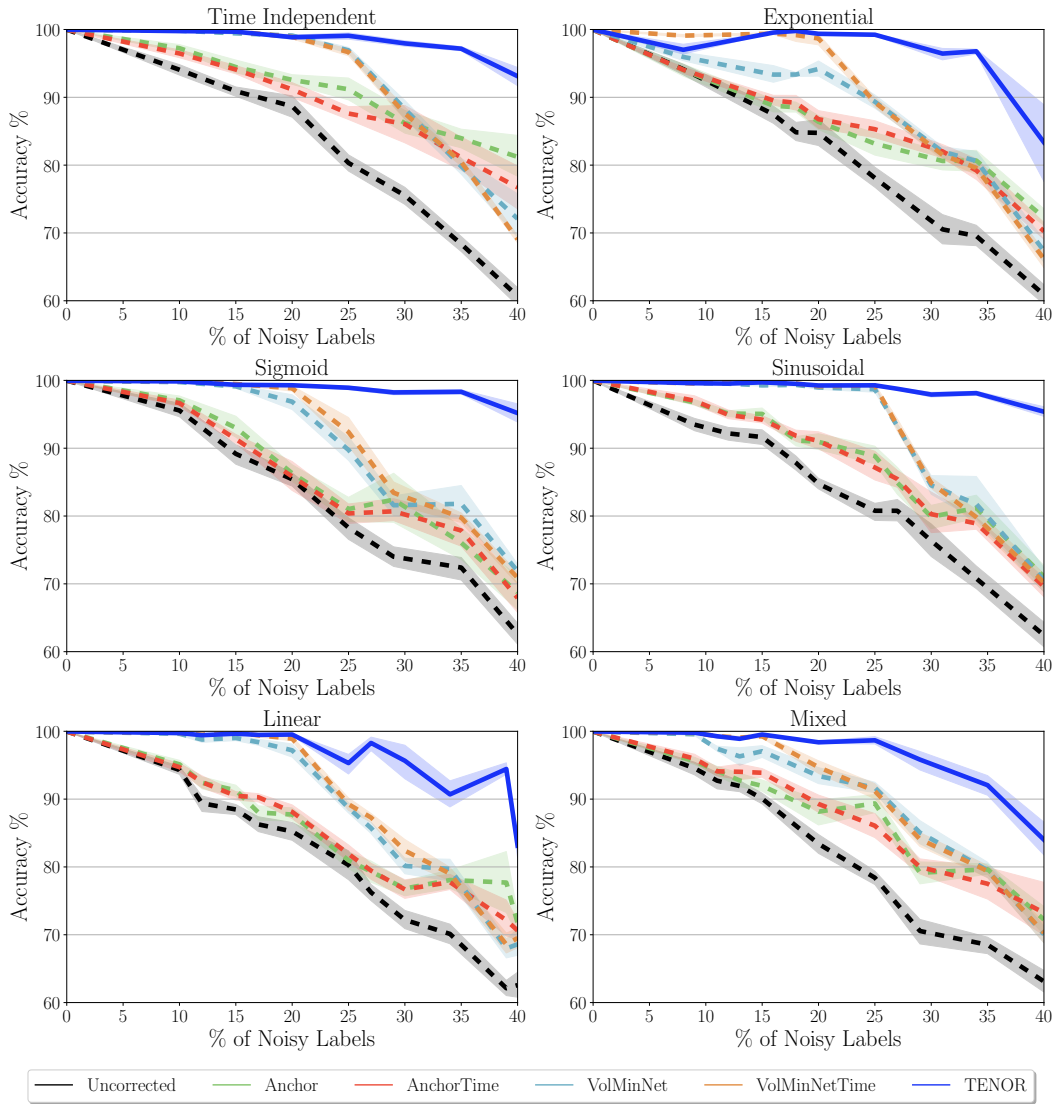 Time Independent
Accuracy %
100
90
80
70
60
0 5 10 15 20 25 30 35 40
% of Noisy Labels
Exponential
Accuracy %
100
90
80
70
60
0 5 10 15 20 25 30 35 40
% of Noisy Labels
Sigmoid
Accuracy %
100
90
80
70
60
0 5 10 15 20 25 30 35 40
% of Noisy Labels
Sinusoidal
Accuracy %
100
90
80
70
60
0 5 10 15 20 25 30 35 40
% of Noisy Labels
Linear
Accuracy %
100
90
80
70
60
0 5 10 15 20 25 30 35 40
% of Noisy Labels
Mixed
Accuracy %
100
90
80
70
60
0 5 10 15 20 25 30 35 40
% of Noisy Labels
Uncorrected Anchor AnchorTime VolMinNet VolMinNetTime TENOR